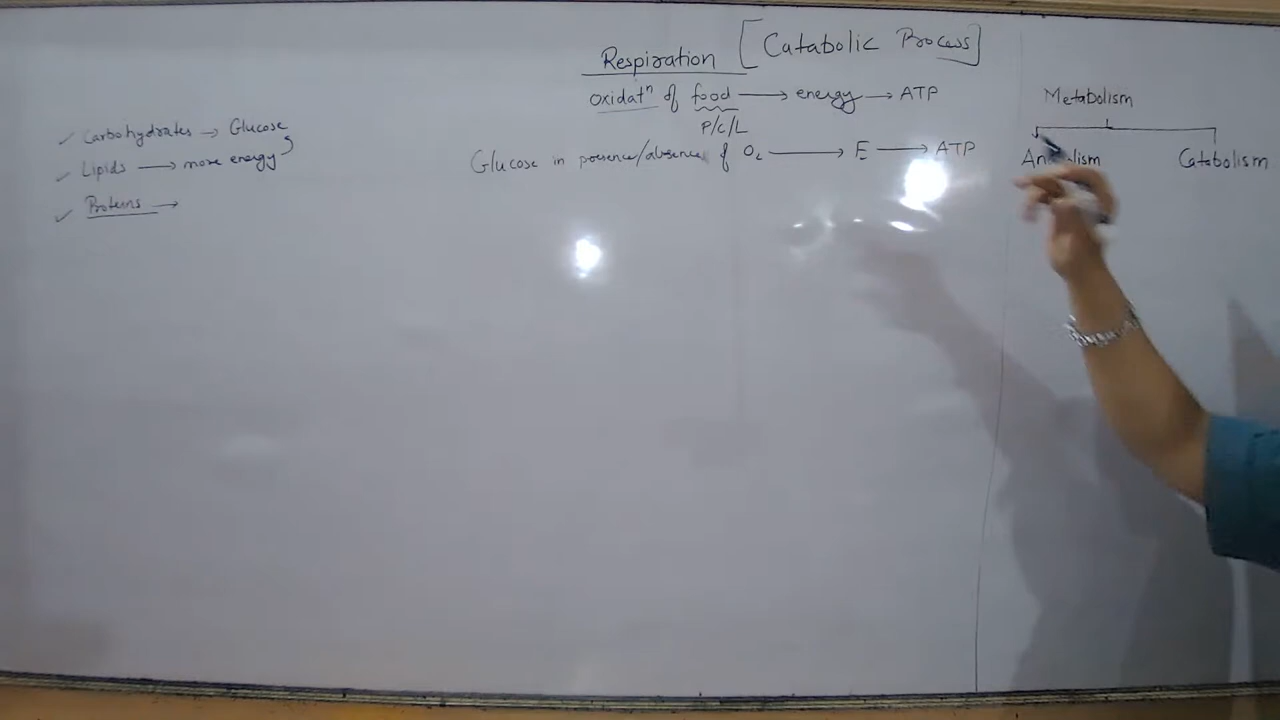 Respiration [Catabolic Process]
oxidatⁿ of food → energy → ATP
P/C/L
Glucose in presence/absence of O₂ → E → ATP
✓ Carbohydrates → Glucose
✓ Lipids → more energy
✓ Proteins →
Metabolism
Catabolism